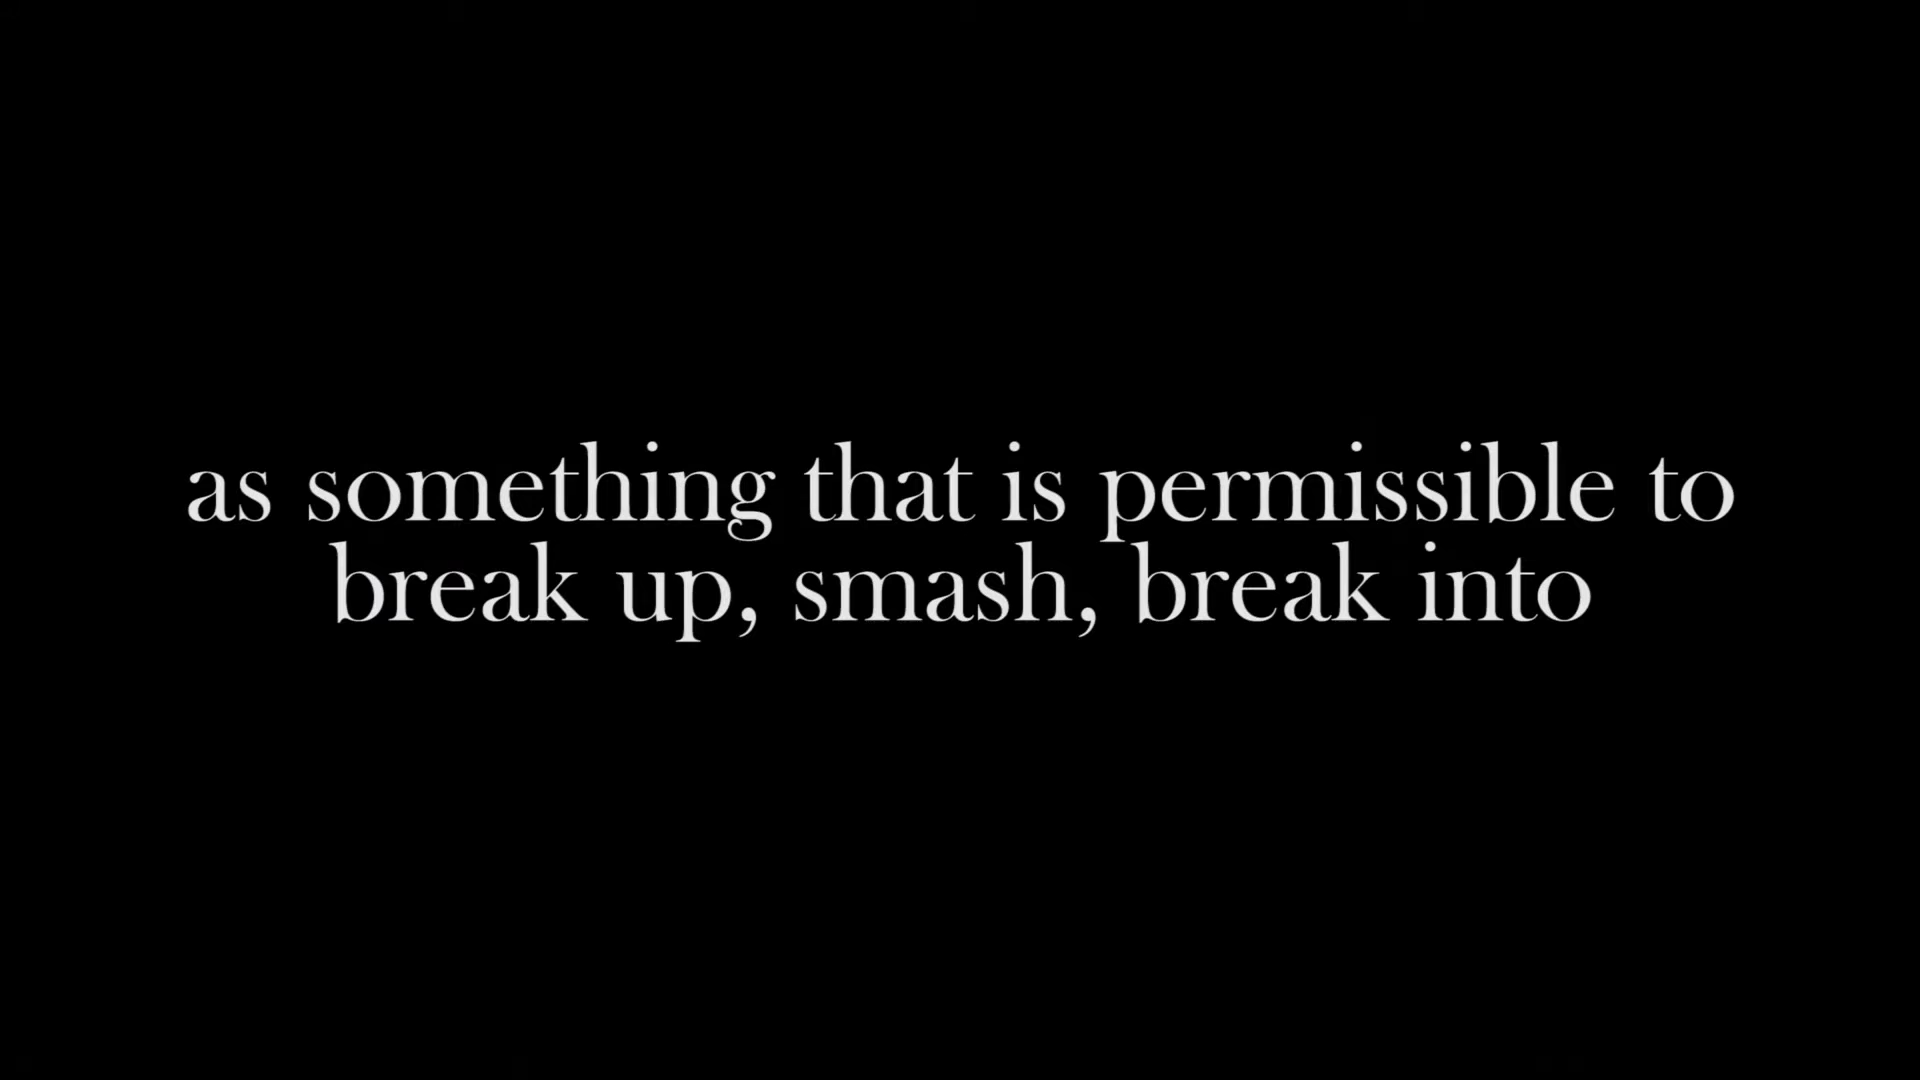 as something that is permissible to
break up, smash, break into